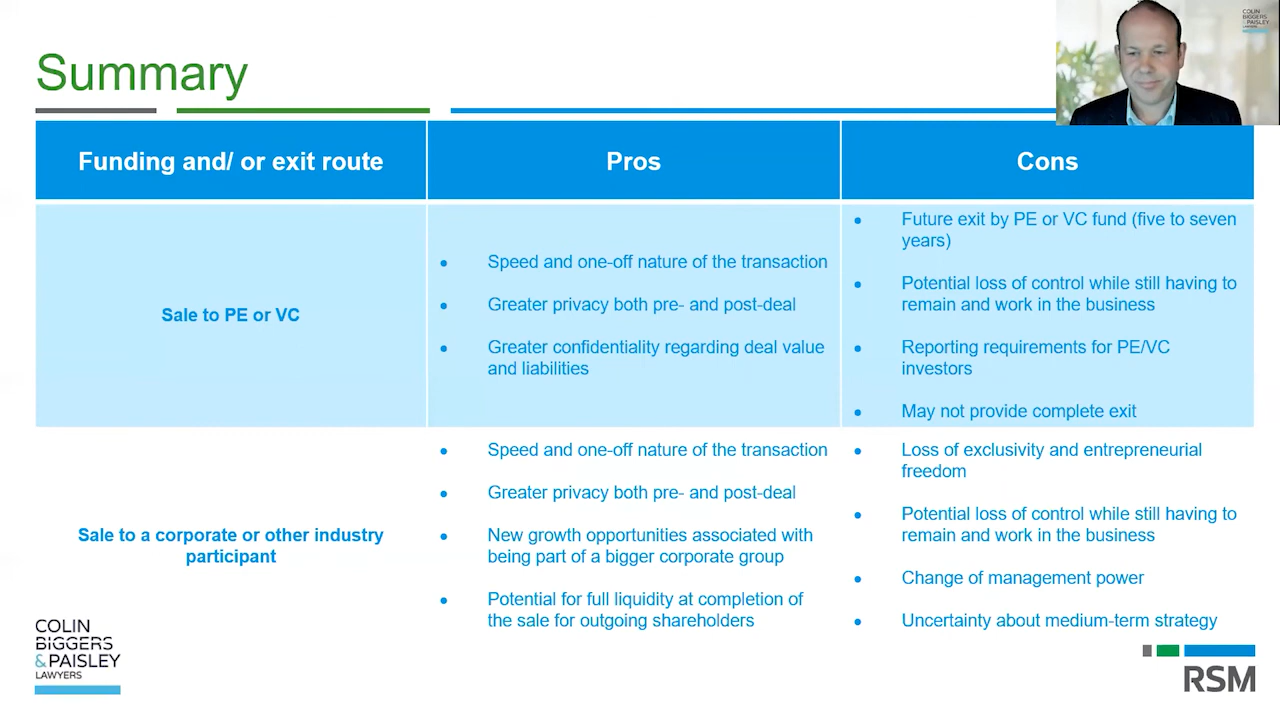 COLIN
BIGGERS
& PAISLEY
LAWYERS
Summary
Funding and/ or exit route
Pros
Cons
Sale to PE or VC
Speed and one-off nature of the transaction
Greater privacy both pre- and post-deal
Greater confidentiality regarding deal value
and liabilities
Future exit by PE or VC fund (five to seven
years)
Potential loss of control while still having to
remain and work in the business
Reporting requirements for PE/VC
investors
May not provide complete exit
Sale to a corporate or other industry
participant
Speed and one-off nature of the transaction
Greater privacy both pre- and post-deal
New growth opportunities associated with
being part of a bigger corporate group
Potential for full liquidity at completion of
the sale for outgoing shareholders
Loss of exclusivity and entrepreneurial
freedom
Potential loss of control while still having to
remain and work in the business
Change of management power
Uncertainty about medium-term strategy
COLIN
BIGGERS
&PAISLEY
LAWYERS
RSM